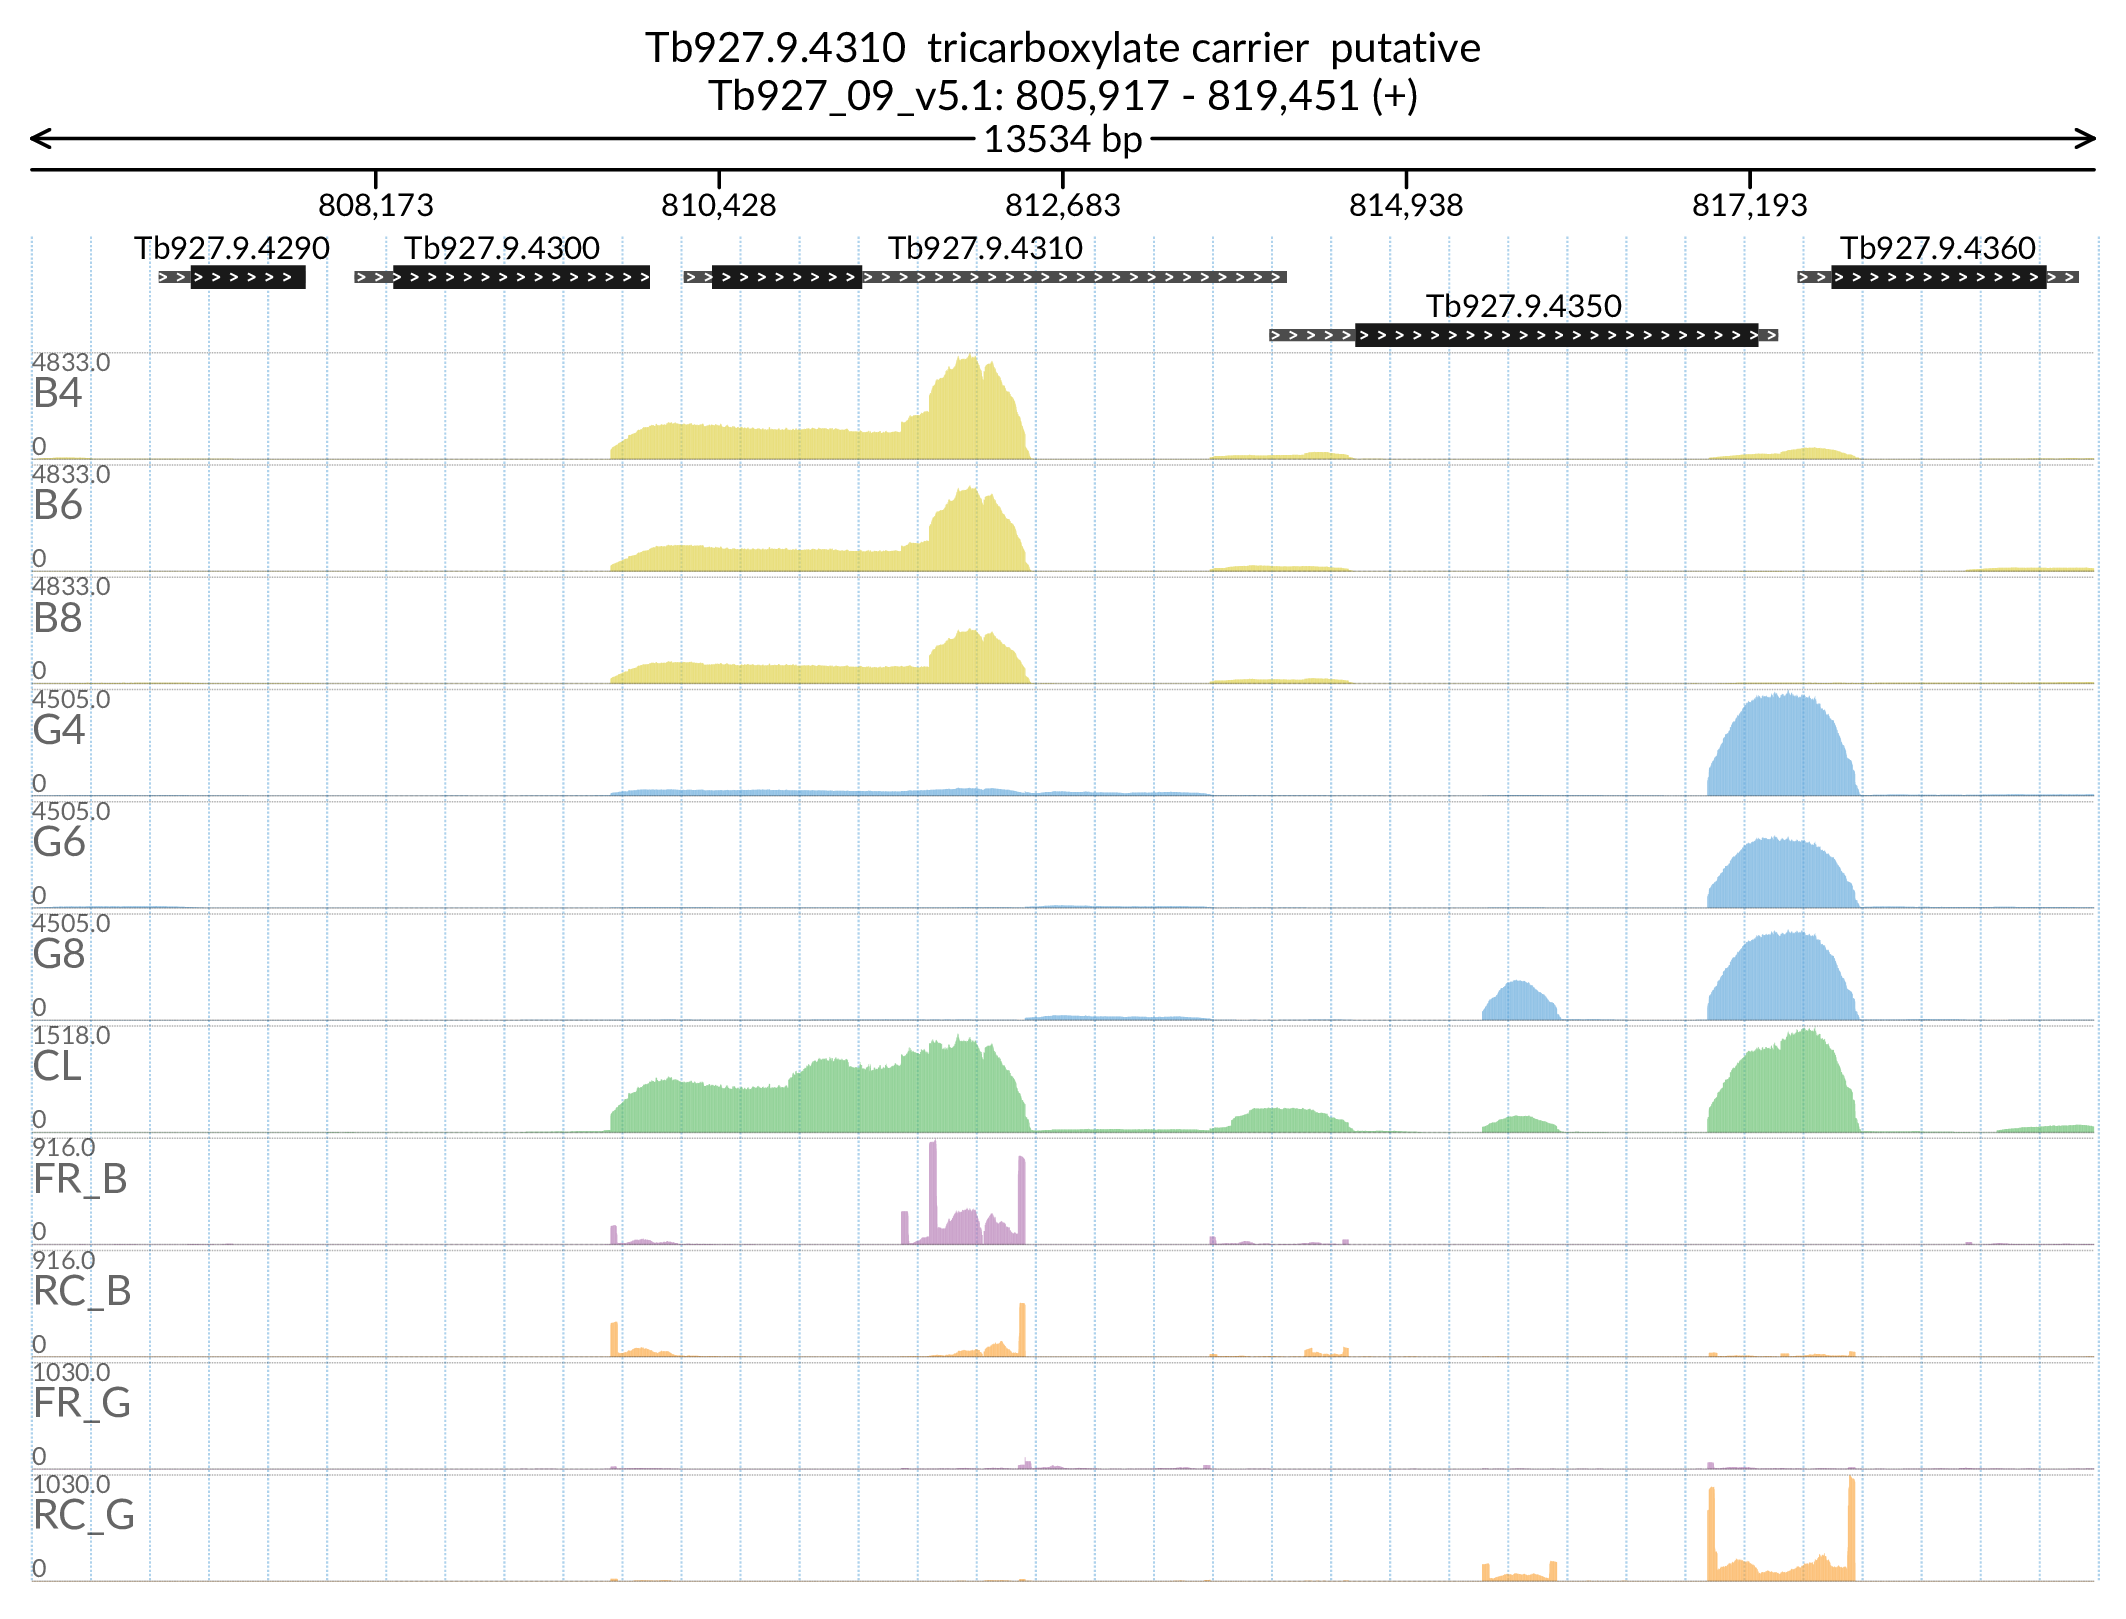 Tb927.9.4310 tricarboxylate carrier putative
Tb927_09_v5.1: 805,917 - 819,451 (+)
13534 bp
808,173 810,428 812,683 814,938 817,193
Tb927.9.4290 Tb927.9.4300 Tb927.9.4310 Tb927.9.4360
Tb927.9.4350
4833.0
B4
0
4833.0
B6
0
4833.0
B8
0
4505.0
G4
0
4505.0
G6
0
4505.0
G8
0
1518.0
CL
0
916.0
FR_B
0
916.0
RC_B
0
1030.0
FR_G
0
1030.0
RC_G
0